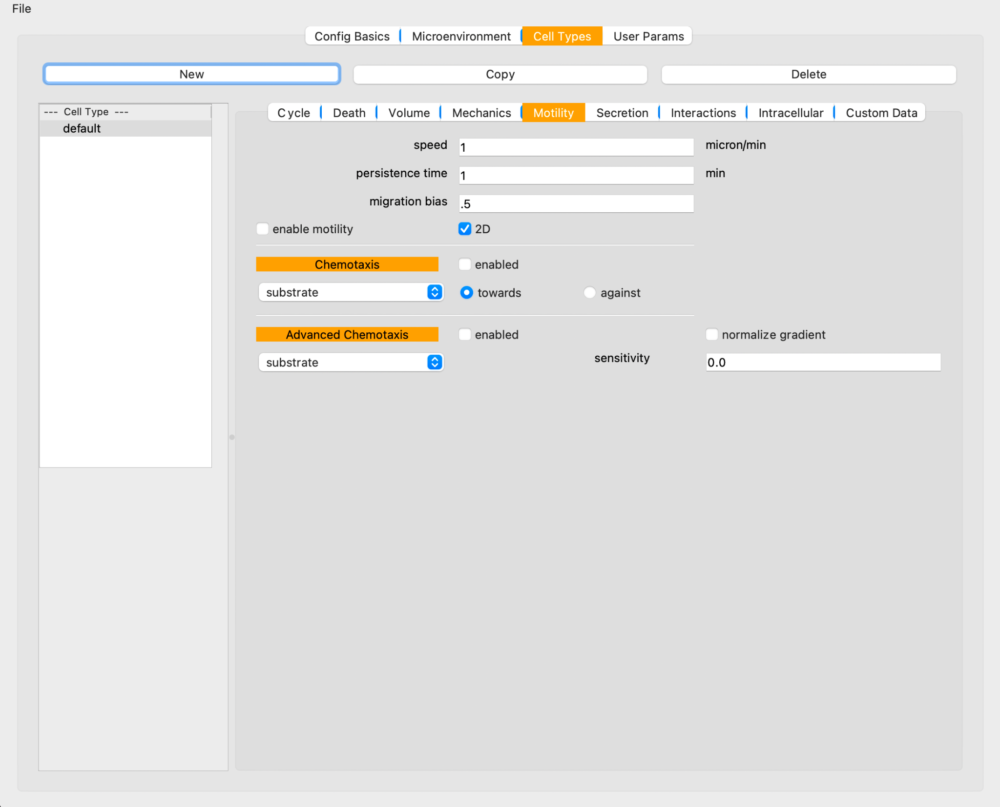 File
Config Basics Microenvironment Cell Types User Params
New Copy Delete
--- Cell Type ---
default
Cycle Death Volume Mechanics Motility Secretion Interactions Intracellular Custom Data
speed 1 micron/min
persistence time 1 min
migration bias .5
enable motility 2D
Chemotaxis enabled
substrate towards against
Advanced Chemotaxis enabled normalize gradient
substrate sensitivity 0.0